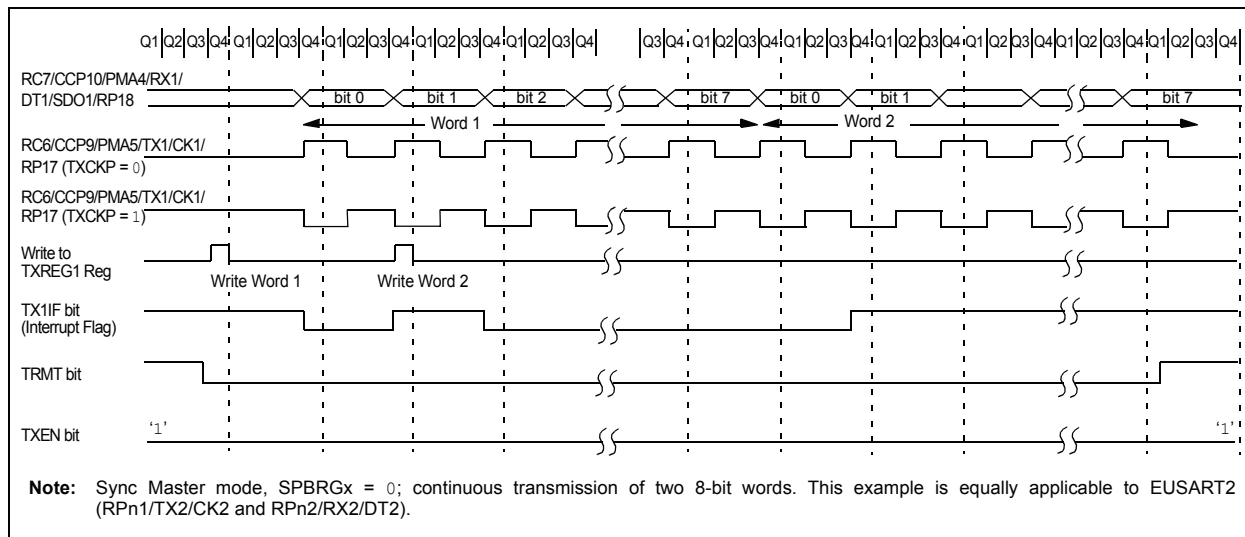 Q1 Q2 Q3 Q4 Q1 Q2 Q3 Q4 Q1 Q2 Q3 Q4 Q1 Q2 Q3 Q4 Q1 Q2 Q3 Q4 Q3 Q4 Q1 Q2 Q3 Q4 Q1 Q2 Q3 Q4 Q1 Q2 Q3 Q4 Q1 Q2 Q3 Q4 Q1 Q2 Q3 Q4 Q1 Q2 Q3 Q4
RC7/CCP10/PMA4/RX1/
DT1/SDO1/RP18 bit 0 bit 1 bit 2 bit 7 bit 0 bit 1 bit 7
Word 1 Word 2
RC6/CCP9/PMA5/TX1/CK1/
RP17 (TXCKP = 0)
RC6/CCP9/PMA5/TX1/CK1/
RP17 (TXCKP = 1)
Write to
TXREG1 Reg
Write Word 1 Write Word 2
TX1IF bit
(Interrupt Flag)
TRMT bit
TXEN bit '1' '1'
Note: Sync Master mode, SPBRGx = 0; continuous transmission of two 8-bit words. This example is equally applicable to EUSART2
(RPn1/TX2/CK2 and RPn2/RX2/DT2).